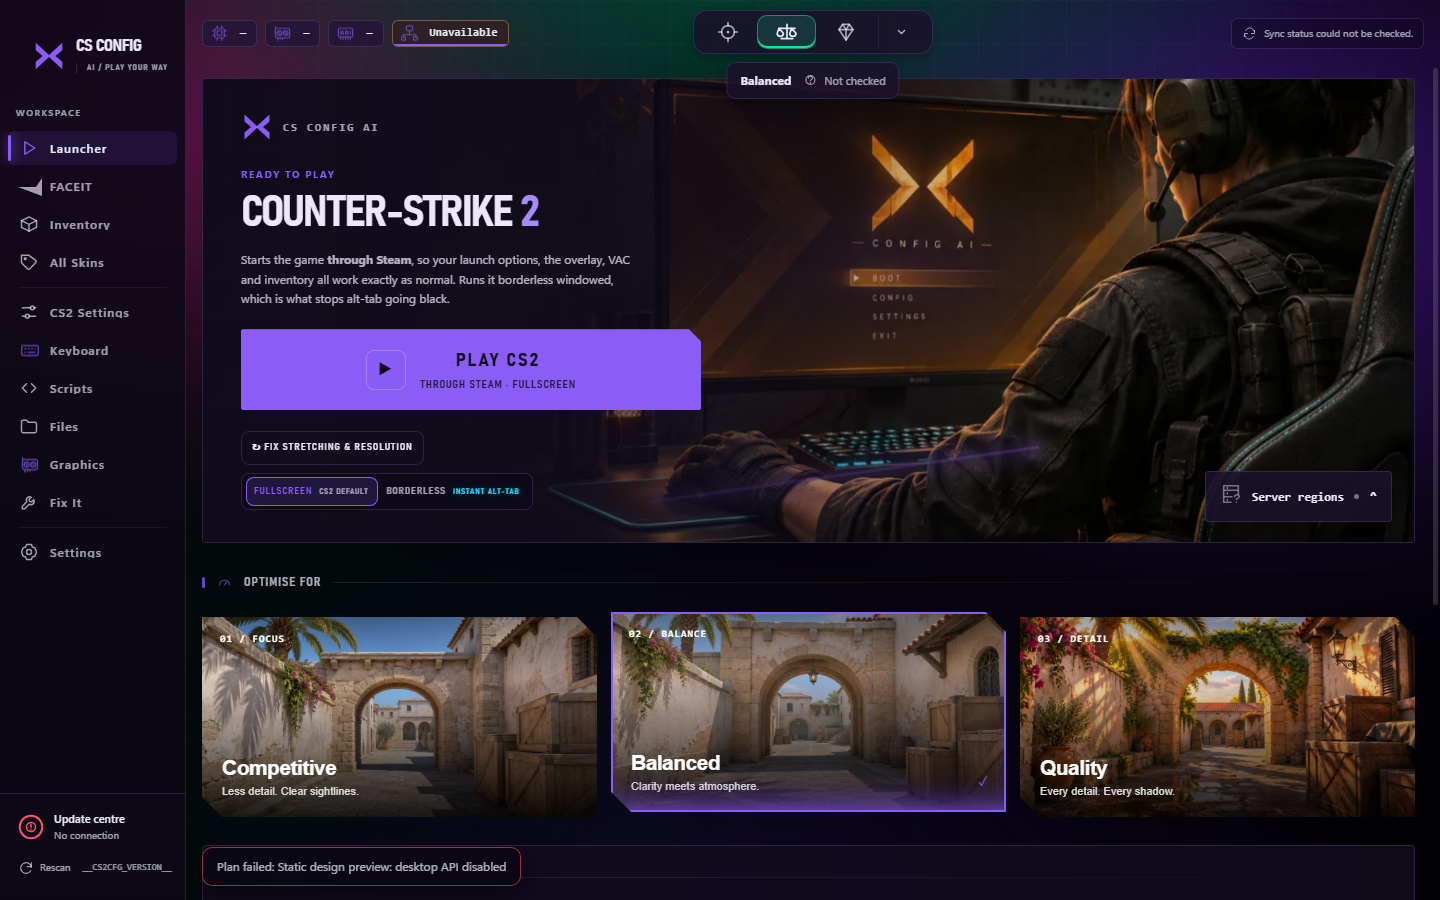 CS CONFIG
AI / PLAY YOUR WAY
WORKSPACE
Launcher
FACEIT
Inventory
All Skins
CS2 Settings
Keyboard
Scripts
Files
Graphics
Fix It
Settings
Update centre
No connection
Rescan
__CS2CFG_VERSION__
–
–
–
Unavailable
Balanced
Not checked
Sync status could not be checked.
CS CONFIG AI
READY TO PLAY
COUNTER-STRIKE 2
Starts the game through Steam, so your launch options, the overlay, VAC
and inventory all work exactly as normal. Runs it borderless windowed,
which is what stops alt-tab going black.
PLAY CS2
THROUGH STEAM · FULLSCREEN
↻ FIX STRETCHING & RESOLUTION
FULLSCREEN CS2 DEFAULT
BORDERLESS INSTANT ALT-TAB
— CONFIG AI —
BOOT
CONFIG
SETTINGS
EXIT
Server regions
OPTIMISE FOR
01 / FOCUS
Competitive
Less detail. Clear sightlines.
02 / BALANCE
Balanced
Clarity meets atmosphere.
03 / DETAIL
Quality
Every detail. Every shadow.
Plan failed: Static design preview: desktop API disabled